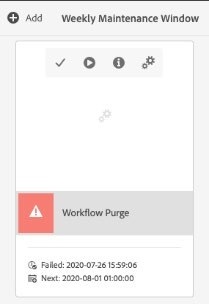 Add Weekly Maintenance Window
Workflow Purge
Failed: 2020-07-26 15:59:06
Next: 2020-08-01 01:00:00